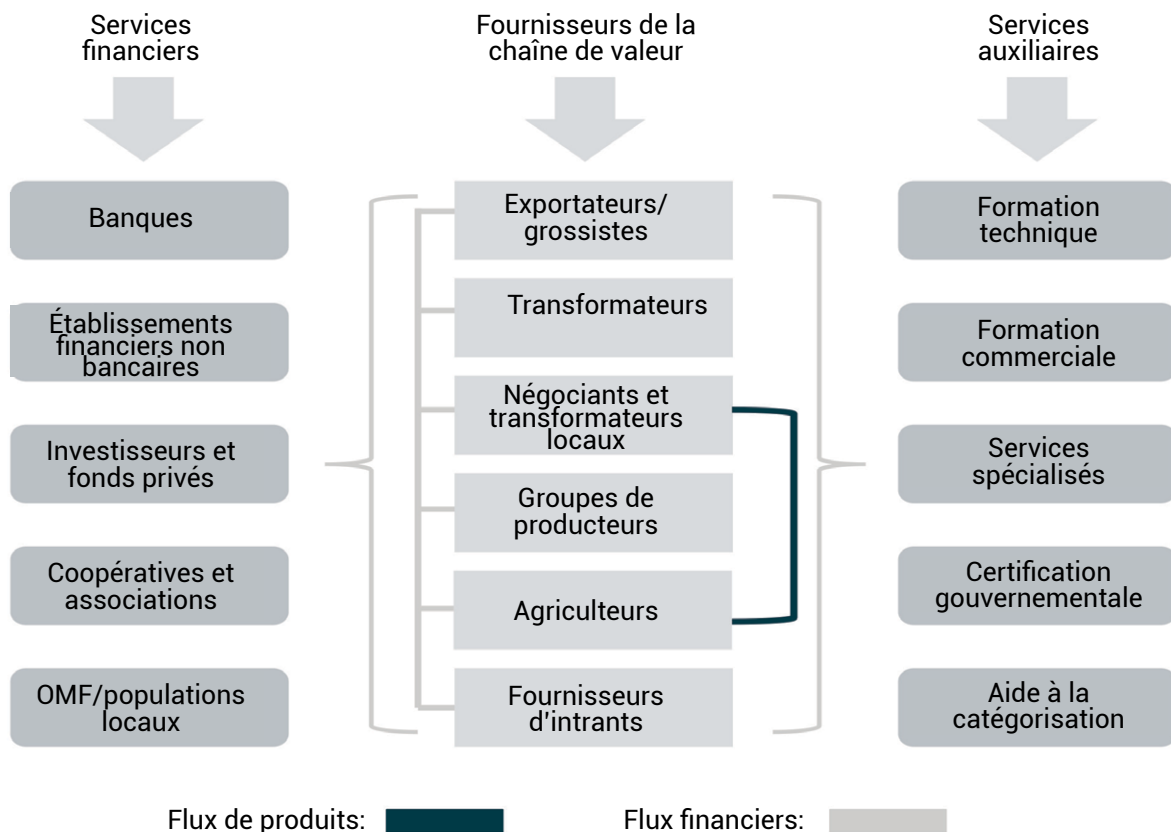 Services
financiers
Fournisseurs de la
chaîne de valeur
Services
auxiliaires
Banques
Établissements
financiers non
bancaires
Investisseurs et
fonds privés
Coopératives et
associations
OMF/populations
locaux
Exportateurs/
grossistes
Transformateurs
Négociants et
transformateurs
locaux
Groupes de
producteurs
Agriculteurs
Fournisseurs
d'intrants
Formation
technique
Formation
commerciale
Services
spécialisés
Certification
gouvernementale
Aide à la
catégorisation
Flux de produits:
Flux financiers: